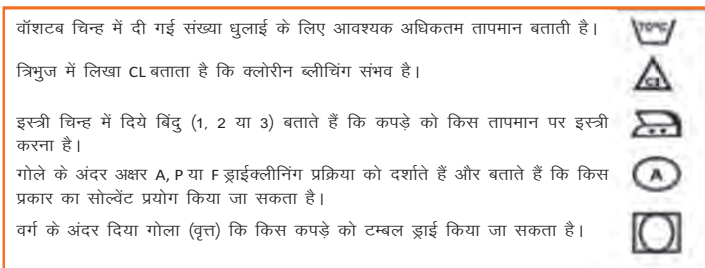 वॉशटब चिन्ह में दी गई संख्या धुलाई के लिए आवश्यक अधिकतम तापमान बताती है।
70°C
त्रिभुज में लिखा CL बताता है कि क्लोरीन ब्लीचिंग संभव है।
CL
इस्त्री चिन्ह में दिये बिंदु (1, 2 या 3) बताते हैं कि कपड़े को किस तापमान पर इस्त्री
करना है।
गोले के अंदर अक्षर A, P या F ड्राईक्लीनिंग प्रक्रिया को दर्शाते हैं और बताते हैं कि किस
प्रकार का सोल्वेंट प्रयोग किया जा सकता है।
A
वर्ग के अंदर दिया गोला (वृत्त) कि किस कपड़े को टम्बल ड्राई किया जा सकता है।